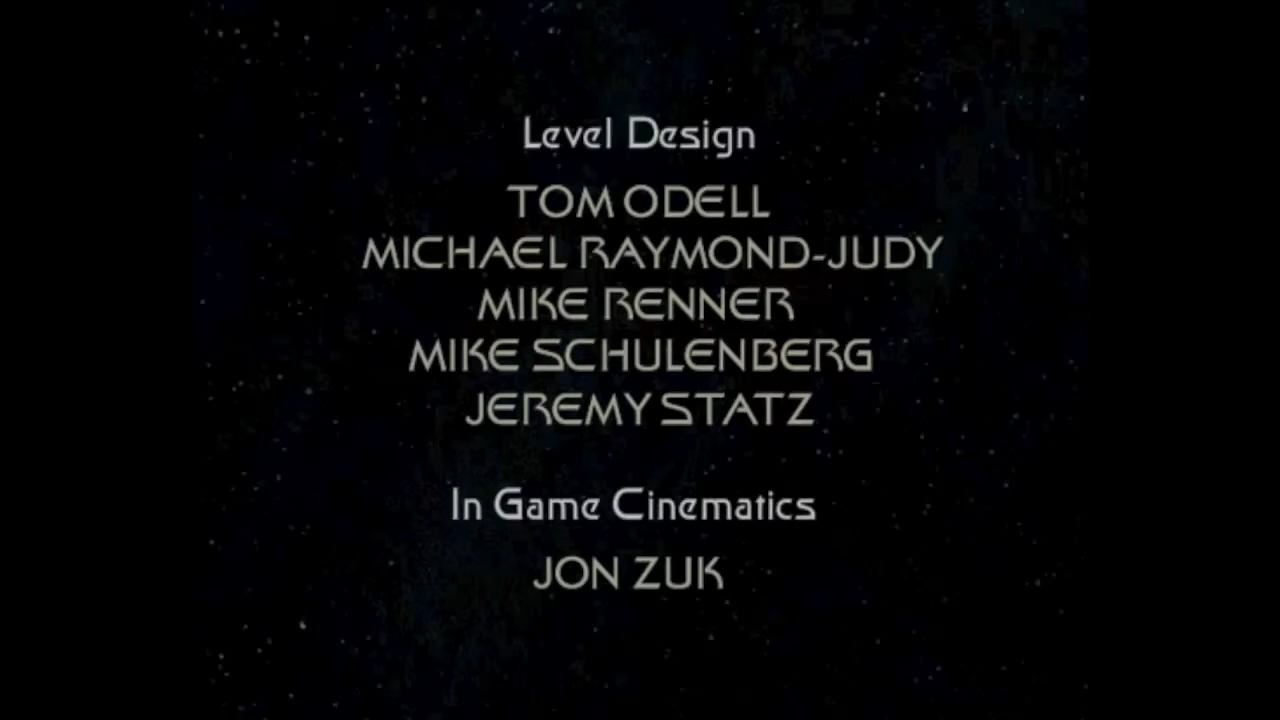 Level Design
TOM ODELL
MICHAEL RAYMOND-JUDY
MIKE RENNER
MIKE SCHULENBERG
JEREMY STATZ
In Game Cinematics
JON ZUK